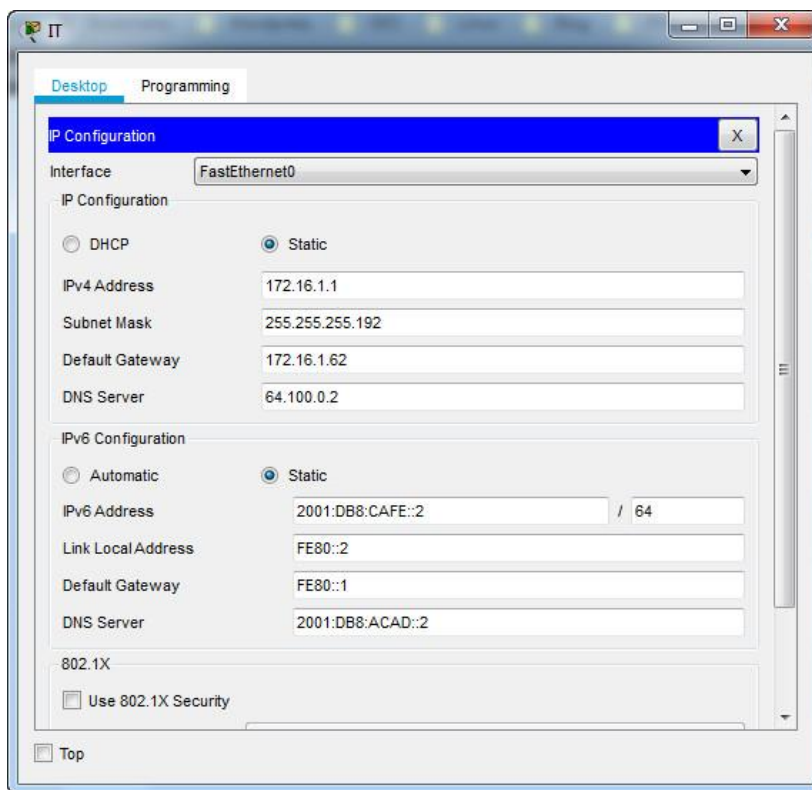 IT
Desktop Programming
IP Configuration X
Interface FastEthernet0
IP Configuration
DHCP Static
IPv4 Address 172.16.1.1
Subnet Mask 255.255.255.192
Default Gateway 172.16.1.62
DNS Server 64.100.0.2
IPv6 Configuration
Automatic Static
IPv6 Address 2001:DB8:CAFE::2 / 64
Link Local Address FE80::2
Default Gateway FE80::1
DNS Server 2001:DB8:ACAD::2
802.1X
Use 802.1X Security
Top